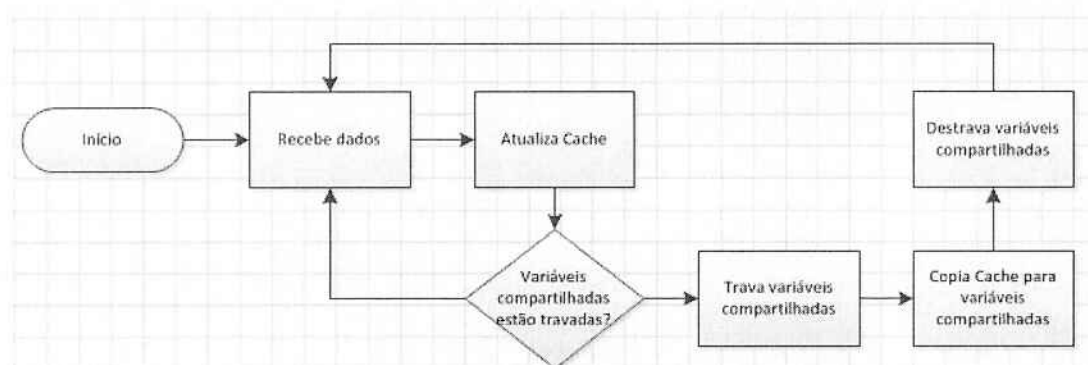 Início
Recebe dados
Atualiza Cache
Destrava variáveis
compartilhadas
Variáveis
compartilhadas
estão travadas?
Trava variáveis
compartilhadas
Copia Cache para
variáveis
compartilhadas